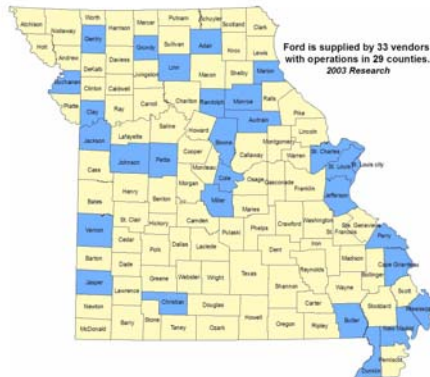 Ford is supplied by 33 vendors
with operations in 29 counties.
2003 Research
Atchison
Nodaway
Worth
Harrison
Mercer
Putnam
Schuyler
Scotland
Clark
Holt
Gentry
Grundy
Sullivan
Adair
Knox
Lewis
Andrew
DeKalb
Daviess
Livingston
Linn
Macon
Shelby
Marion
Buchanan
Clinton
Caldwell
Platte
Clay
Ray
Carroll
Chariton
Randolph
Monroe
Ralls
Pike
Jackson
Lafayette
Saline
Howard
Boone
Audrain
Lincoln
Montgomery
Callaway
Warren
St. Charles
St. Louis
St. Louis city
Cass
Johnson
Pettis
Cooper
Moniteau
Cole
Osage
Gasconade
Franklin
Jefferson
Bates
Henry
Benton
Morgan
Miller
Maries
Vernon
St. Clair
Hickory
Camden
Pulaski
Phelps
Crawford
Washington
Ste. Genevieve
St. Francois
Perry
Cedar
Polk
Dallas
Laclede
Dent
Iron
Madison
Cape Girardeau
Barton
Dade
Greene
Webster
Wright
Texas
Reynolds
Wayne
Bollinger
Jasper
Lawrence
Christian
Douglas
Shannon
Carter
Butler
Stoddard
Scott
Newton
Howell
Oregon
Ripley
McDonald
Barry
Stone
Taney
Ozark
New Madrid
Dunklin
Pemiscot